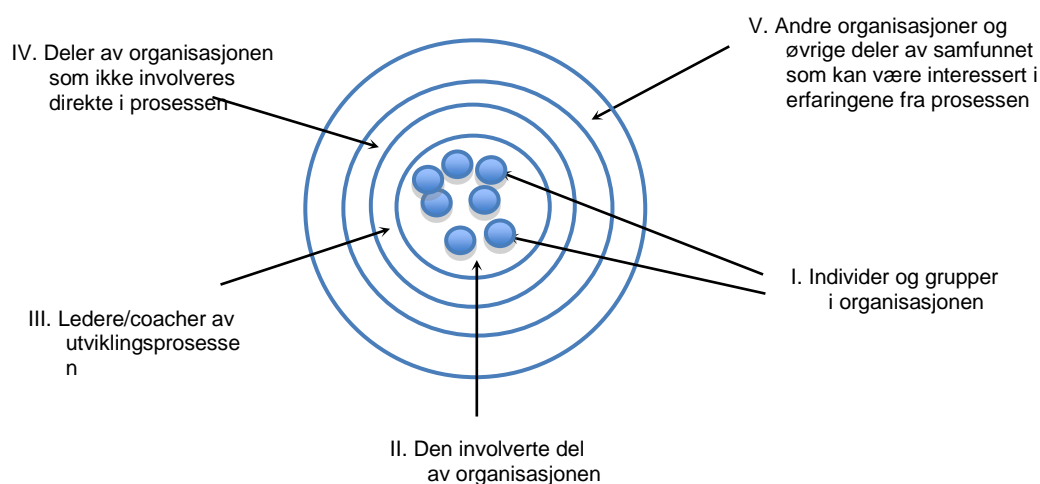 IV. Deler av organisasjonen
som ikke involveres
direkte i prosessen
V. Andre organisasjoner og
øvrige deler av samfunnet
som kan være interessert i
erfaringene fra prosessen
I. Individer og grupper
i organisasjonen
III. Ledere/coacher av
utviklingsprosesse
n
II. Den involverte del
av organisasjonen